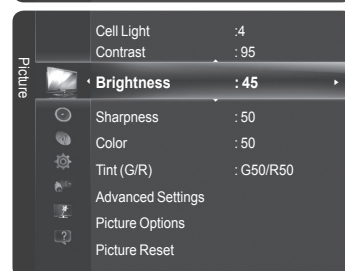 Picture
Cell Light :4
Contrast : 95
Brightness : 45
Sharpness : 50
Color : 50
Tint (G/R) : G50/R50
Advanced Settings
Picture Options
Picture Reset